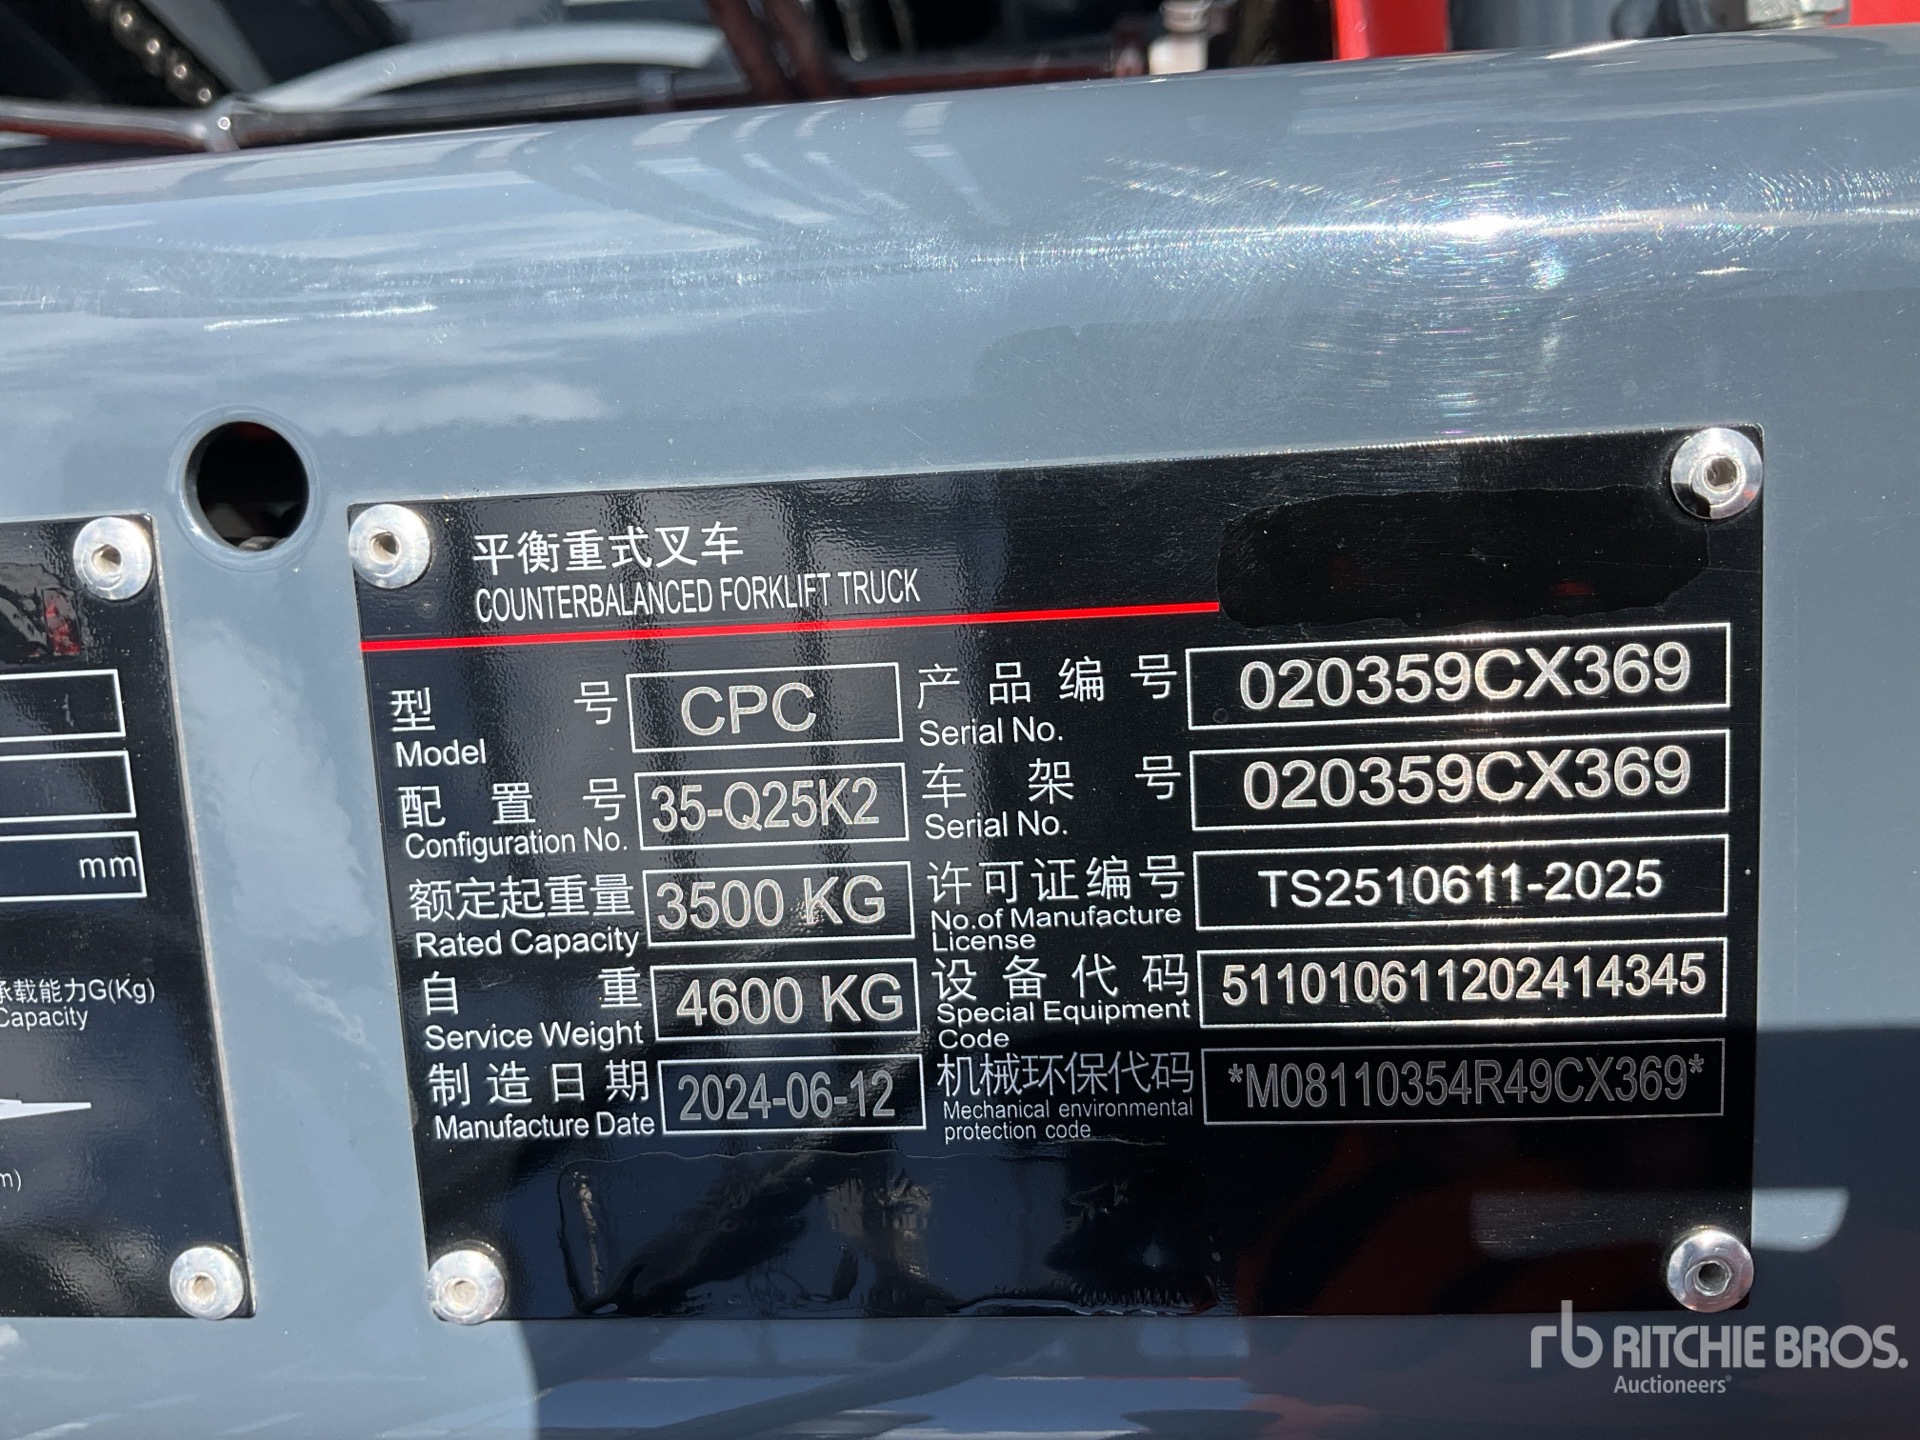 mm
承载能力G(Kg)
Capacity
m)
平衡重式叉车
COUNTERBALANCED FORKLIFT TRUCK
型 号 CPC
Model
配 置 号 35-Q25K2
Configuration No.
额定起重量 3500 KG
Rated Capacity
自 重 4600 KG
Service Weight
制 造 日 期 2024-06-12
Manufacture Date
产 品 编 号 020359CX369
Serial No.
车 架 号 020359CX369
Serial No.
许可证编号 TS2510611-2025
No.of Manufacture
License
设 备 代 码 511010611202414345
Special Equipment
Code
机械环保代码 *M08110354R49CX369*
Mechanical environmental
protection code
rb RITCHIE BROS.
Auctioneers®